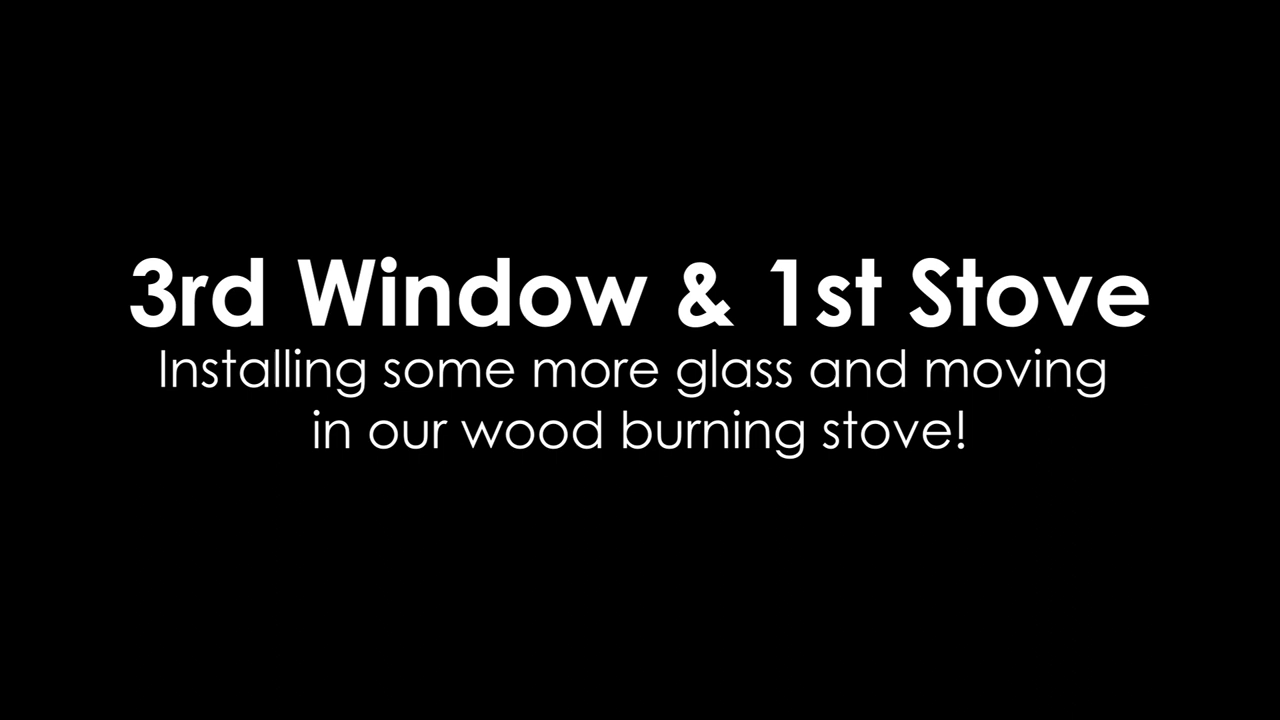 3rd Window & 1st Stove
Installing some more glass and moving
in our wood burning stove!